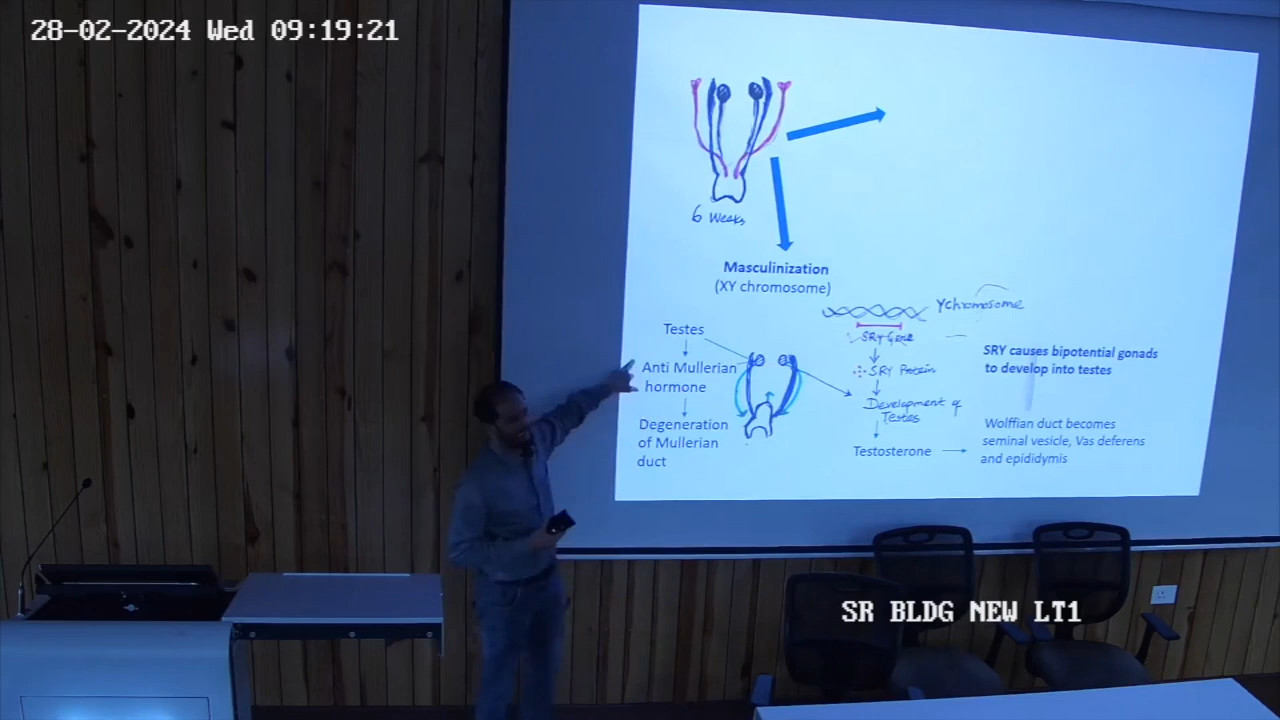 28-02-2024 Wed 09:19:21
6 Weeks
Masculinization
(XY chromosome)
Testes
Anti Mullerian
hormone
Degeneration
of Mullerian
duct
Y chromosome
SRY Gene
SRY Protein
Development of
Testes
Testosterone
SRY causes bipotential gonads
to develop into testes
Wolffian duct becomes
seminal vesicle, Vas deferens
and epididymis
SR BLDG NEW LT1